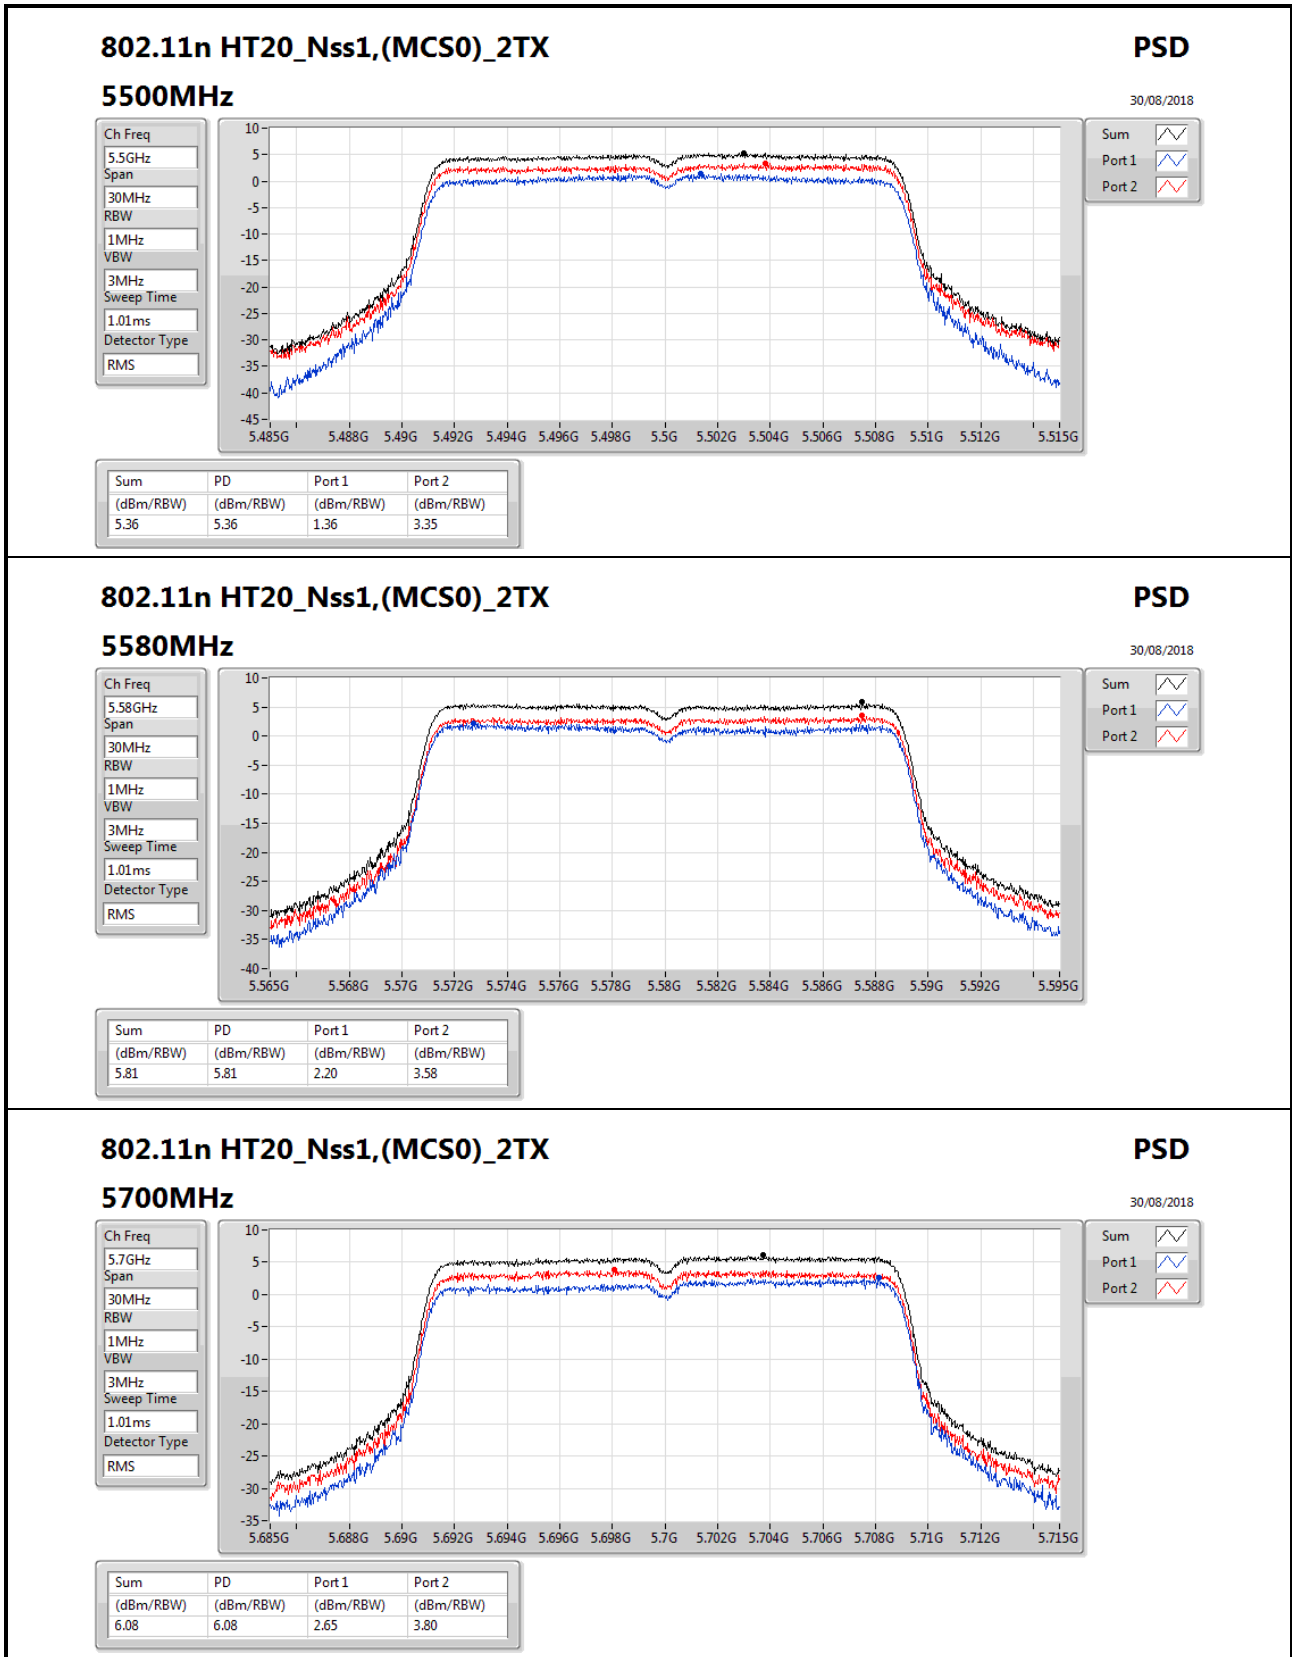 802.11n HT20_Nss1,(MCS0)_2TX PSD
5500MHz
30/08/2018
Ch Freq
5.5GHz
Span
30MHz
RBW
1MHz
VBW
3MHz
Sweep Time
1.01ms
Detector Type
RMS
10
5
0
-5
-10
-15
-20
-25
-30
-35
-40
-45
5.485G 5.488G 5.49G 5.492G 5.494G 5.496G 5.498G 5.5G 5.502G 5.504G 5.506G 5.508G 5.51G 5.512G 5.515G
Sum
Port 1
Port 2
Sum PD Port 1 Port 2
(dBm/RBW) (dBm/RBW) (dBm/RBW) (dBm/RBW)
5.36 5.36 1.36 3.35
802.11n HT20_Nss1,(MCS0)_2TX PSD
5580MHz
30/08/2018
Ch Freq
5.58GHz
Span
30MHz
RBW
1MHz
VBW
3MHz
Sweep Time
1.01ms
Detector Type
RMS
10
5
0
-5
-10
-15
-20
-25
-30
-35
-40
5.565G 5.568G 5.57G 5.572G 5.574G 5.576G 5.578G 5.58G 5.582G 5.584G 5.586G 5.588G 5.59G 5.592G 5.595G
Sum
Port 1
Port 2
Sum PD Port 1 Port 2
(dBm/RBW) (dBm/RBW) (dBm/RBW) (dBm/RBW)
5.81 5.81 2.20 3.58
802.11n HT20_Nss1,(MCS0)_2TX PSD
5700MHz
30/08/2018
Ch Freq
5.7GHz
Span
30MHz
RBW
1MHz
VBW
3MHz
Sweep Time
1.01ms
Detector Type
RMS
10
5
0
-5
-10
-15
-20
-25
-30
-35
5.685G 5.688G 5.69G 5.692G 5.694G 5.696G 5.698G 5.7G 5.702G 5.704G 5.706G 5.708G 5.71G 5.712G 5.715G
Sum
Port 1
Port 2
Sum PD Port 1 Port 2
(dBm/RBW) (dBm/RBW) (dBm/RBW) (dBm/RBW)
6.08 6.08 2.65 3.80